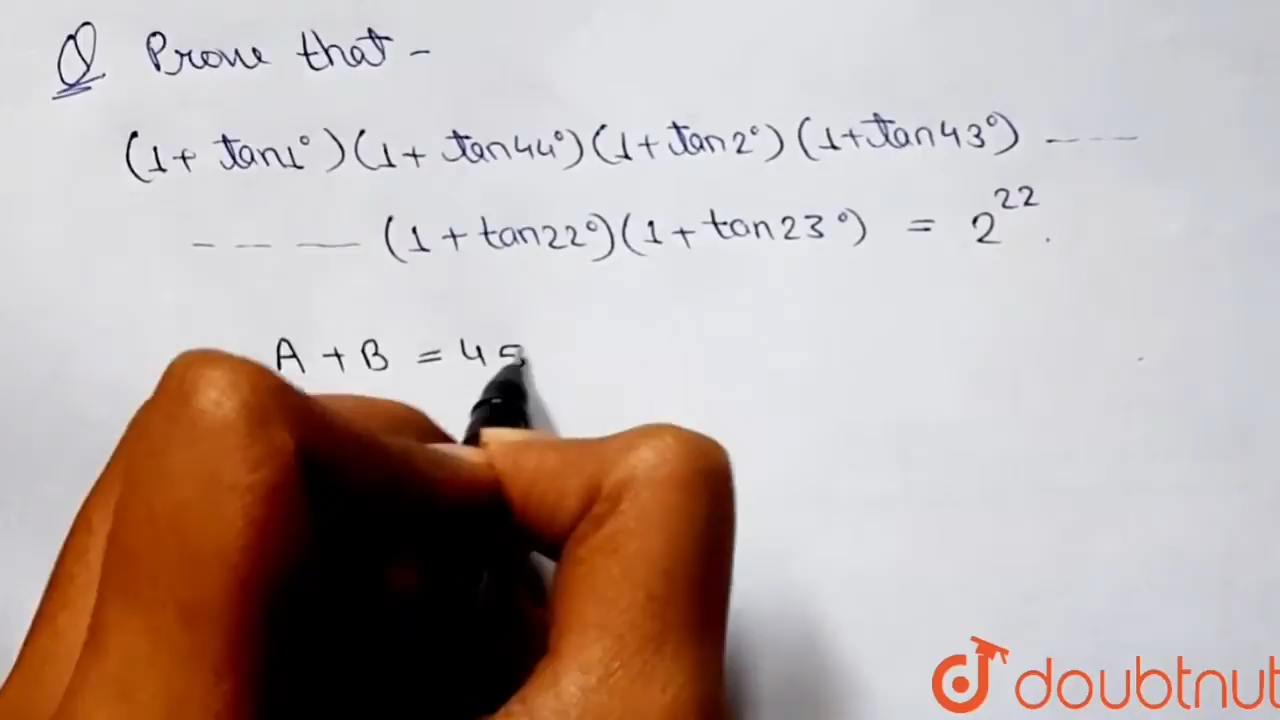 Q Prove that -
(1 + tan1°)(1 + tan44°)(1 + tan2°)(1 + tan43°) -----
----- (1 + tan22°)(1 + tan23°) = 2^22.
A + B = 45
doubtnut